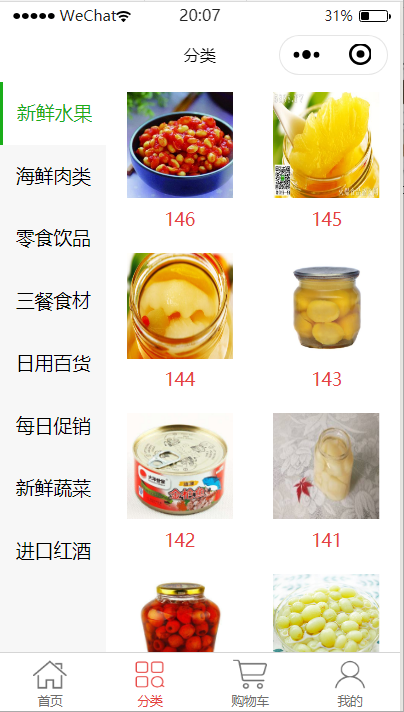 WeChat 20:07 31%
分类
新鲜水果
海鲜肉类
零食饮品
三餐食材
日用百货
每日促销
新鲜蔬菜
进口红酒
146 145
144 143
142 141
首页 分类 购物车 我的